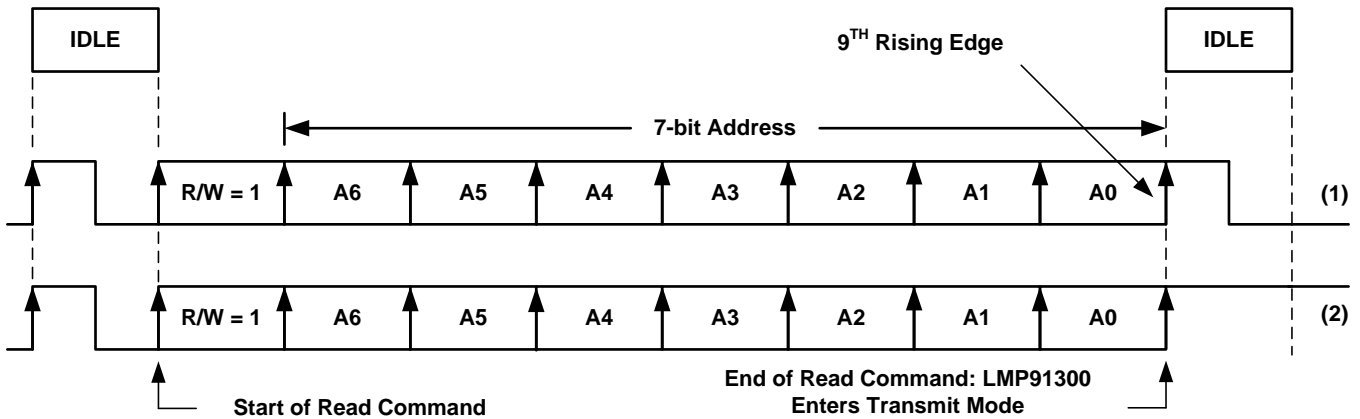 IDLE
9TH Rising Edge
IDLE
7-bit Address
R/W = 1 A6 A5 A4 A3 A2 A1 A0 (1)
R/W = 1 A6 A5 A4 A3 A2 A1 A0 (2)
Start of Read Command
End of Read Command: LMP91300
Enters Transmit Mode